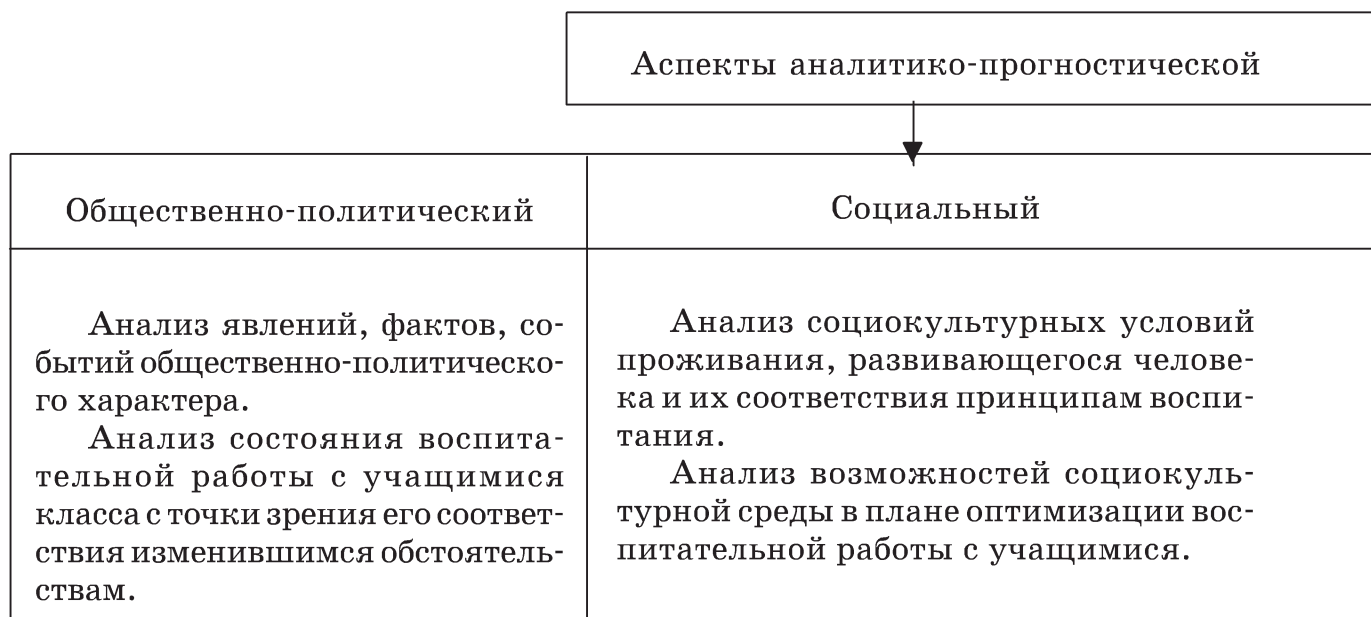 Аспекты аналитико-прогностической
Общественно-политический
Социальный
Анализ явлений, фактов, со-
бытий общественно-политическо-
го характера.
Анализ состояния воспита-
тельной работы с учащимися
класса с точки зрения его соответ-
ствия изменившимся обстоятель-
ствам.
Анализ социокультурных условий
проживания, развивающегося челове-
ка и их соответствия принципам воспи-
тания.
Анализ возможностей социокуль-
турной среды в плане оптимизации вос-
питательной работы с учащимися.